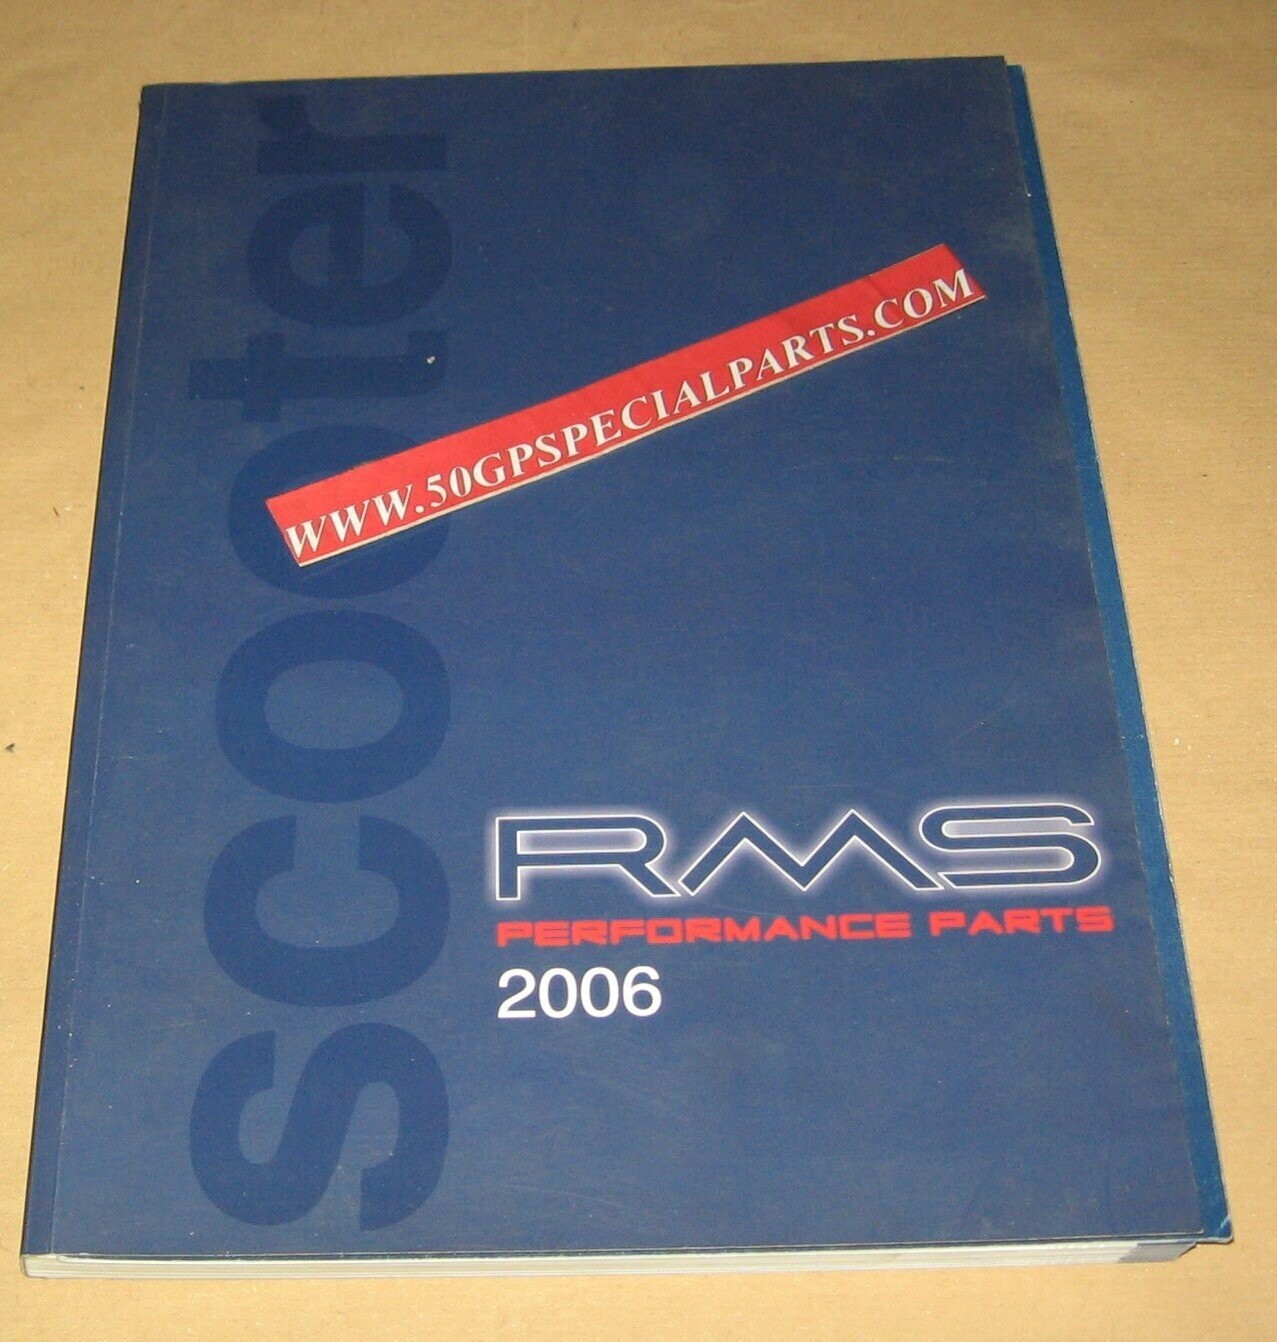 scooter
WWW.50GPSPECIALPARTS.COM
RMS
PERFORMANCE PARTS
2006